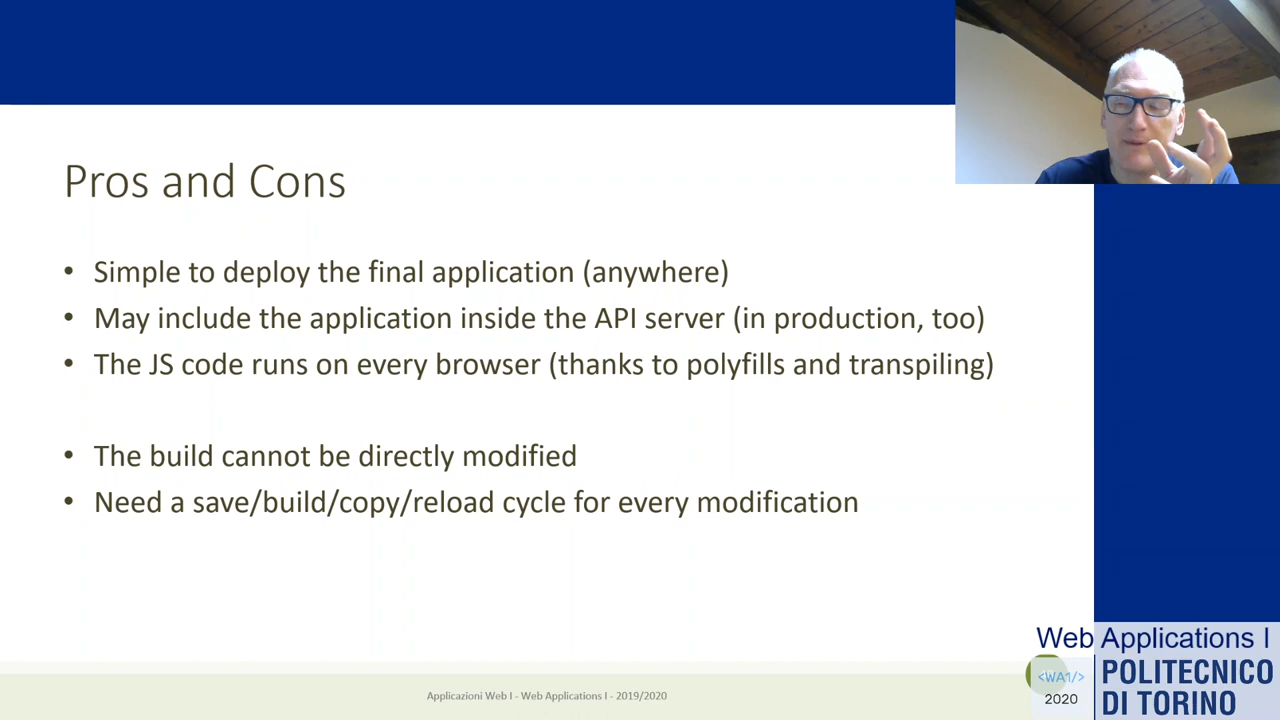 Pros and Cons
• Simple to deploy the final application (anywhere)
• May include the application inside the API server (in production, too)
• The JS code runs on every browser (thanks to polyfills and transpiling)
• The build cannot be directly modified
• Need a save/build/copy/reload cycle for every modification
Applicazioni Web I - Web Applications I - 2019/2020
Web Applications I
<WA1/>
2020
POLITECNICO
DI TORINO